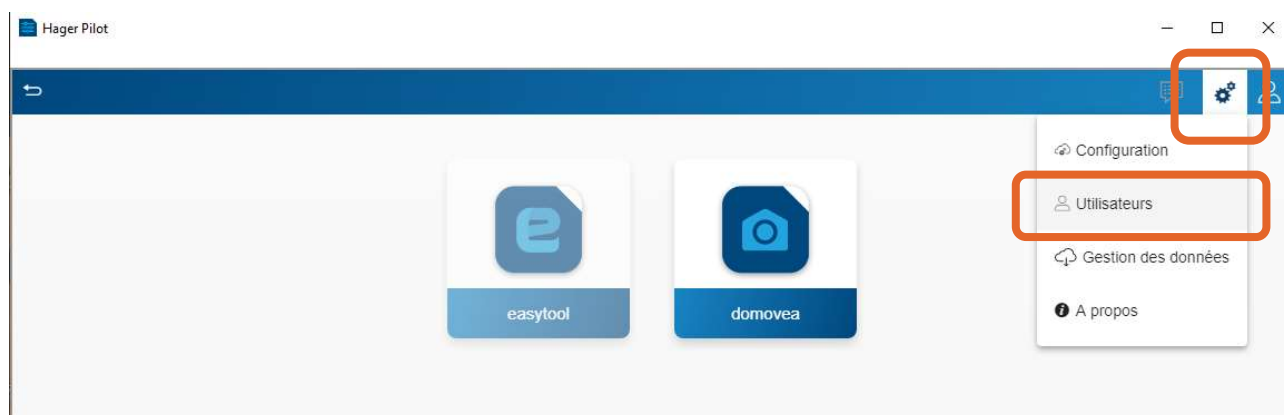 Hager Pilot
Configuration
Utilisateurs
Gestion des données
A propos
easytool
domovea